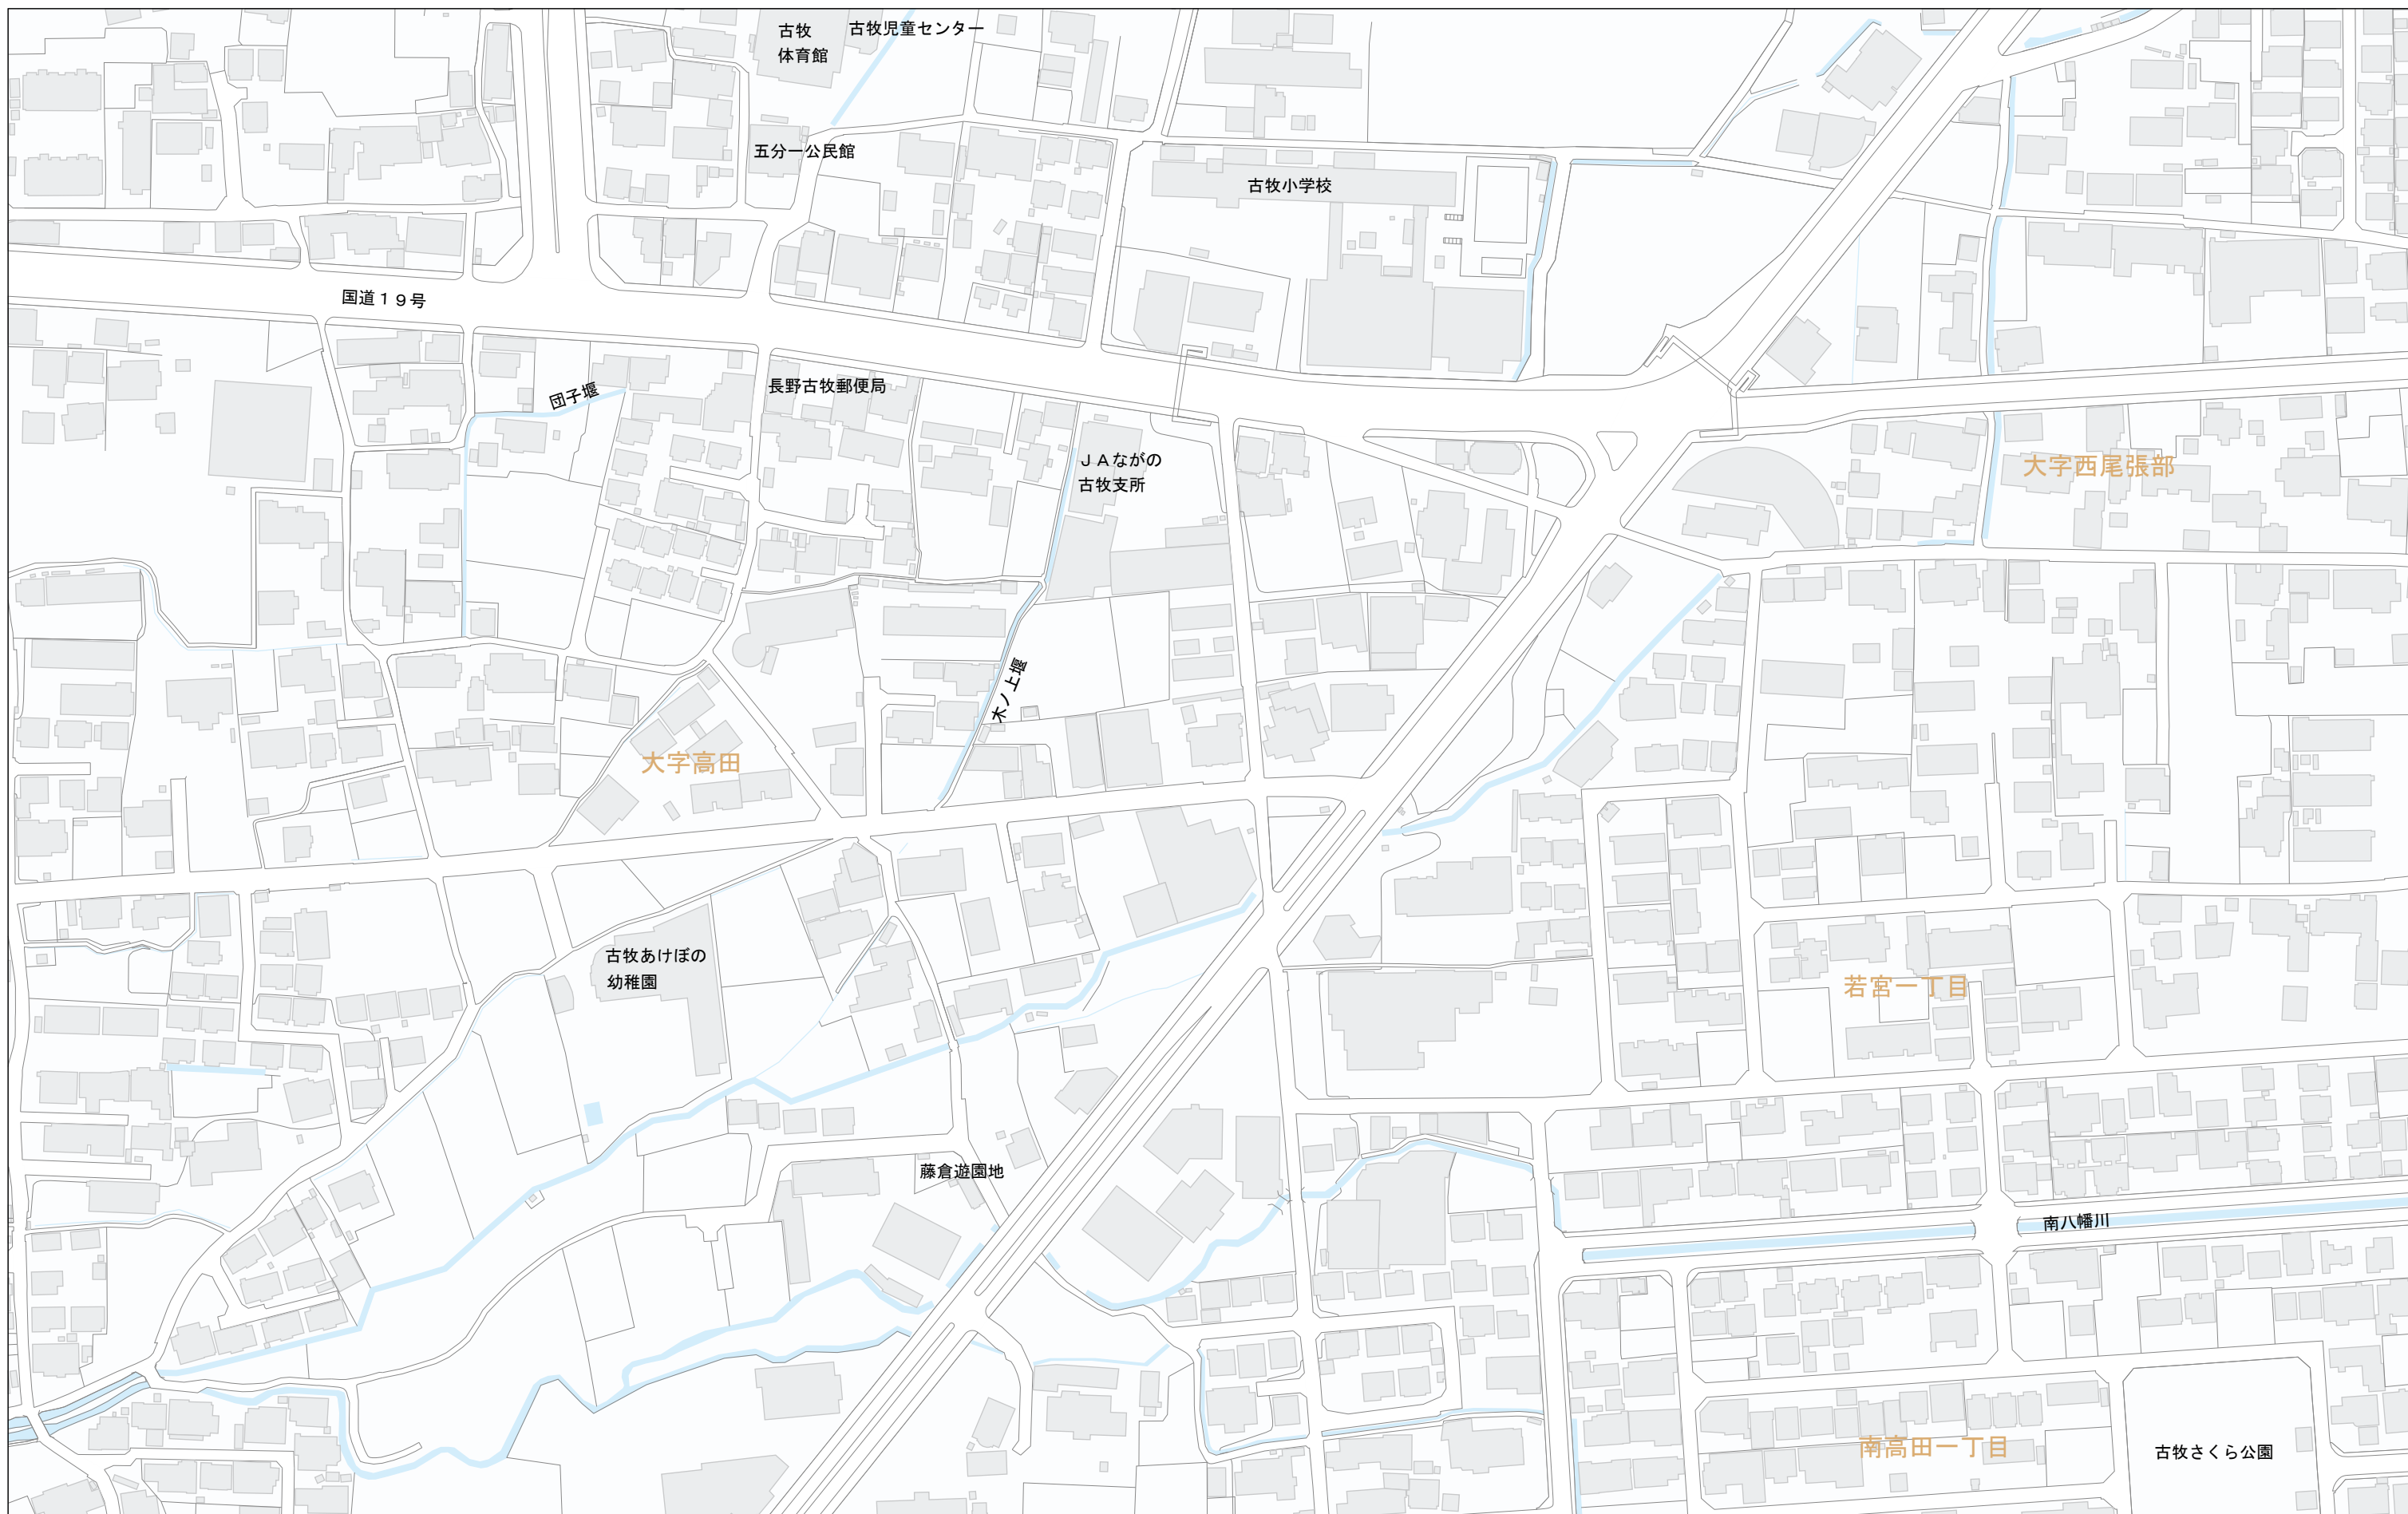 古牧
体育館
古牧児童センター
五分一公民館
古牧小学校
国道19号
団子堰
長野古牧郵便局
JAながの
古牧支所
大字西尾張部
木ノ上堰
大字高田
古牧あけぼの
幼稚園
若宮一丁目
藤倉遊園地
南八幡川
南高田一丁目
古牧さくら公園